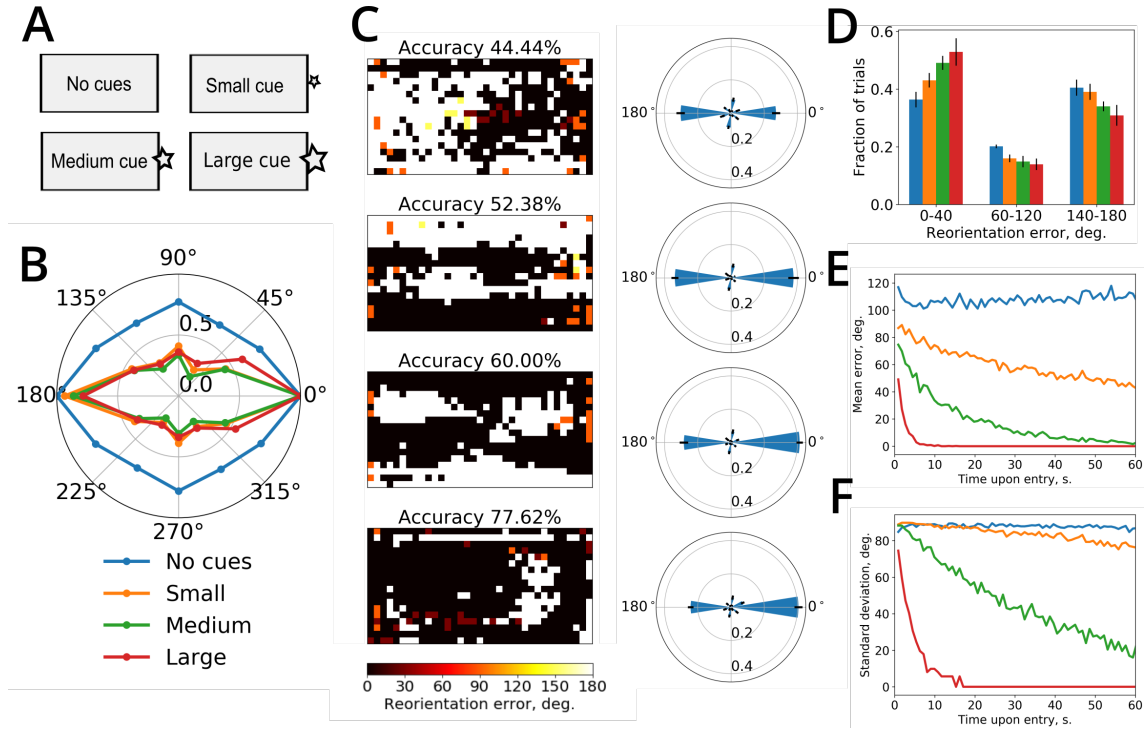 A
No cues
Small cue
Medium cue
Large cue
B
90°
135°
45°
0.5
180°
0.0
0°
225°
315°
270°
No cues
Small
Medium
Large
C
Accuracy 44.44%
Accuracy 52.38%
Accuracy 60.00%
Accuracy 77.62%
0 30 60 90 120 150 180
Reorientation error, deg.
180°
0°
0.2
0.4
180°
0°
0.2
0.4
180°
0°
0.2
0.4
180°
0°
0.2
0.4
D
Fraction of trials
0.6
0.4
0.2
0.0
0-40 60-120 140-180
Reorientation error, deg.
E
Mean error, deg.
120
100
80
60
40
20
0
0 10 20 30 40 50 60
Time upon entry, s.
F
Standard deviation, deg.
80
60
40
20
0
0 10 20 30 40 50 60
Time upon entry, s.